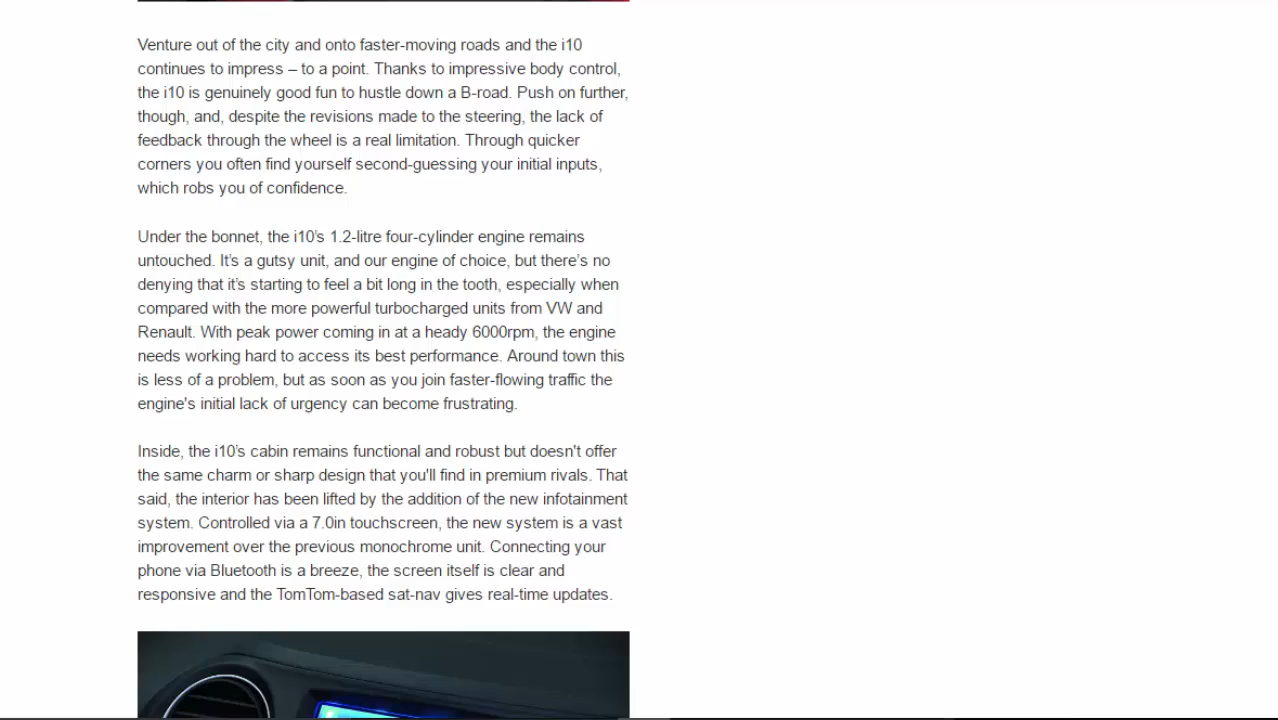 Venture out of the city and onto faster-moving roads and the i10
continues to impress – to a point. Thanks to impressive body control,
the i10 is genuinely good fun to hustle down a B-road. Push on further,
though, and, despite the revisions made to the steering, the lack of
feedback through the wheel is a real limitation. Through quicker
corners you often find yourself second-guessing your initial inputs,
which robs you of confidence.
Under the bonnet, the i10’s 1.2-litre four-cylinder engine remains
untouched. It’s a gutsy unit, and our engine of choice, but there’s no
denying that it’s starting to feel a bit long in the tooth, especially when
compared with the more powerful turbocharged units from VW and
Renault. With peak power coming in at a heady 6000rpm, the engine
needs working hard to access its best performance. Around town this
is less of a problem, but as soon as you join faster-flowing traffic the
engine's initial lack of urgency can become frustrating.
Inside, the i10’s cabin remains functional and robust but doesn't offer
the same charm or sharp design that you'll find in premium rivals. That
said, the interior has been lifted by the addition of the new infotainment
system. Controlled via a 7.0in touchscreen, the new system is a vast
improvement over the previous monochrome unit. Connecting your
phone via Bluetooth is a breeze, the screen itself is clear and
responsive and the TomTom-based sat-nav gives real-time updates.